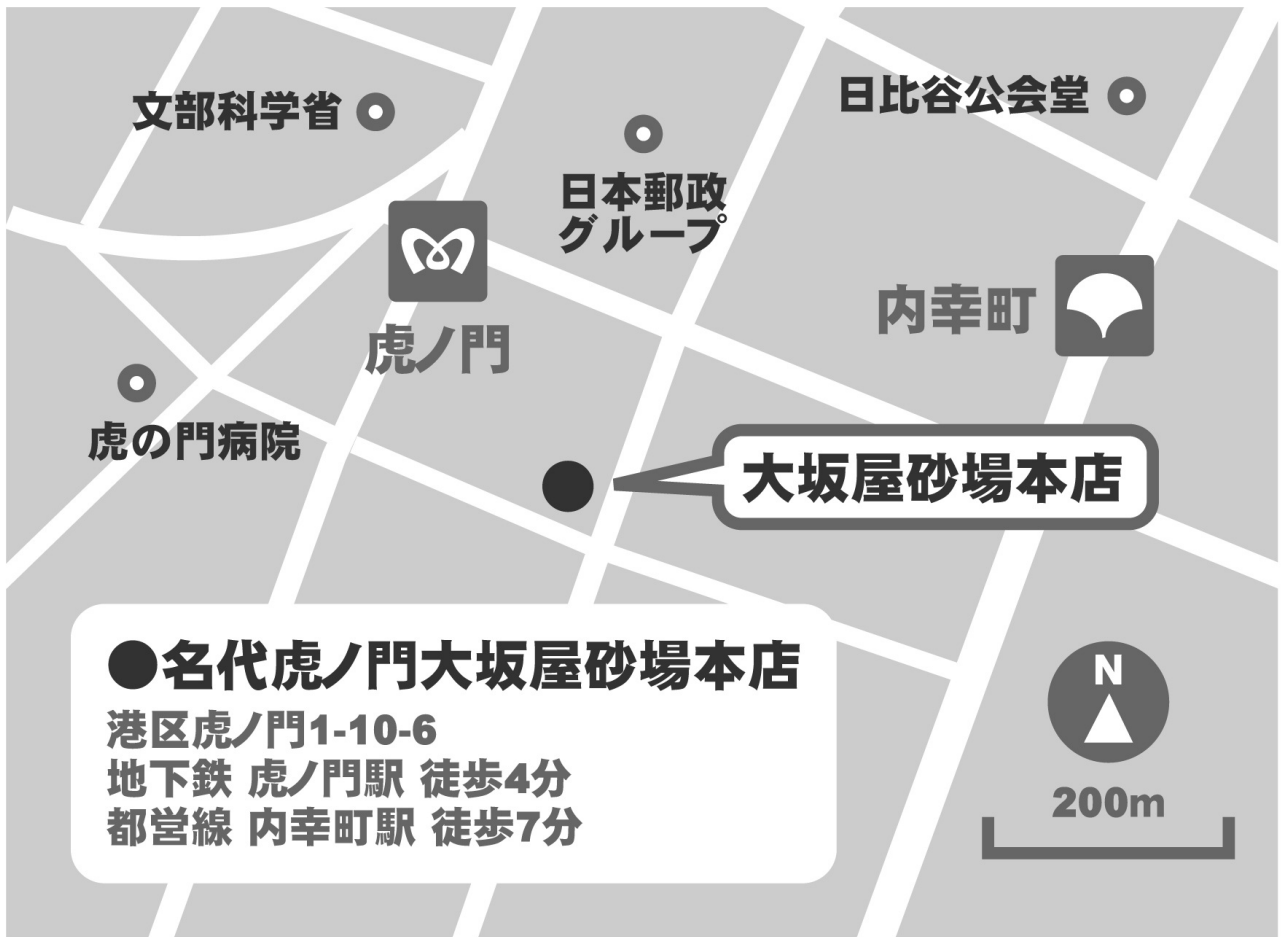 文部科学省
日比谷公会堂
日本郵政
グループ
内幸町
虎ノ門
虎の門病院
大坂屋砂場本店
●名代虎ノ門大坂屋砂場本店
港区虎ノ門1-10-6
地下鉄 虎ノ門駅 徒歩4分
都営線 内幸町駅 徒歩7分
N
200m